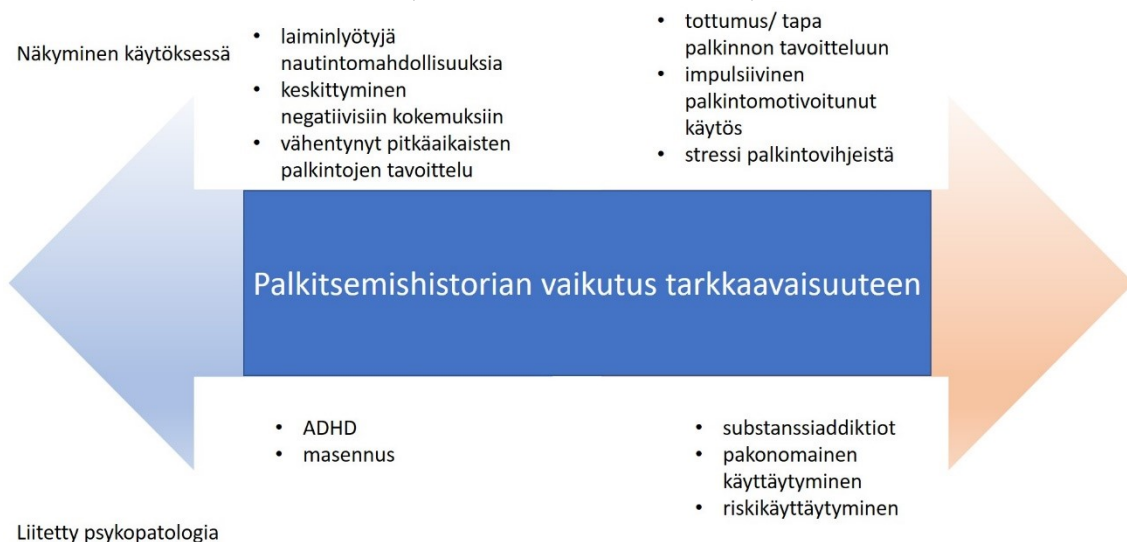 Näkyminen käytöksessä
• laiminlyötyjä
nautintomahdollisuuksia
• keskittyminen
negatiivisiin kokemuksiin
• vähentynyt pitkäaikaisten
palkintojen tavoittelu
• tottumus/ tapa
palkinnon tavoitteluun
• impulsiivinen
palkintomotivoitunut
käytös
• stressi palkintovihjeistä
Palkitsemishistorian vaikutus tarkkaavaisuuteen
• ADHD
• masennus
• substanssiaddiktiot
• pakonomainen
käyttäytyminen
• riskikäyttäytyminen
Liitetty psykopatologia